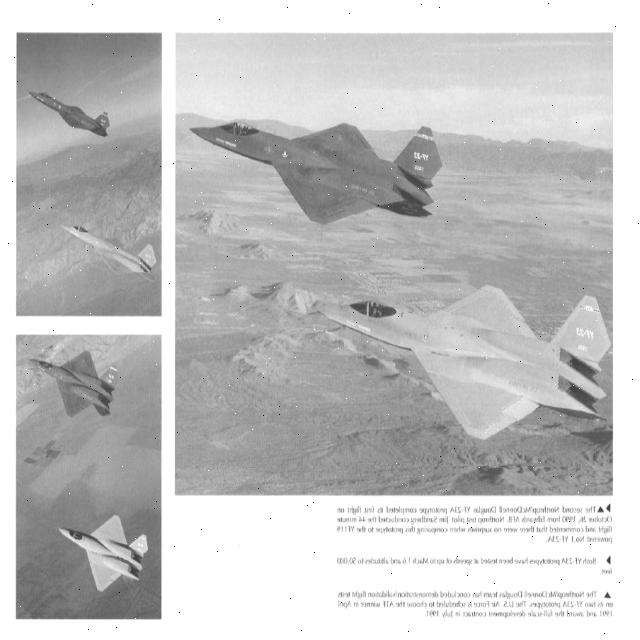 The second Northrop/McDonnell Douglas YF-23A prototype completed its first flight on
October 26, 1990 from Edwards AFB. Northrop test pilot Jim Sandberg conducted the 44 minute
flight and commented that there were no surprises when comparing this prototype to the YF119
powered No.1 YF-23A.
Both YF-23A prototypes have been tested at speeds of up to Mach 1.6 and altitudes to 50,000
feet.
The Northrop/McDonnell Douglas team has concluded demonstration/validation flight tests
on its two YF-23A prototypes. The U.S. Air Force is scheduled to choose the ATF winner in April
1991 and award the full-scale development contract in July 1991.
YF-23
YF-23